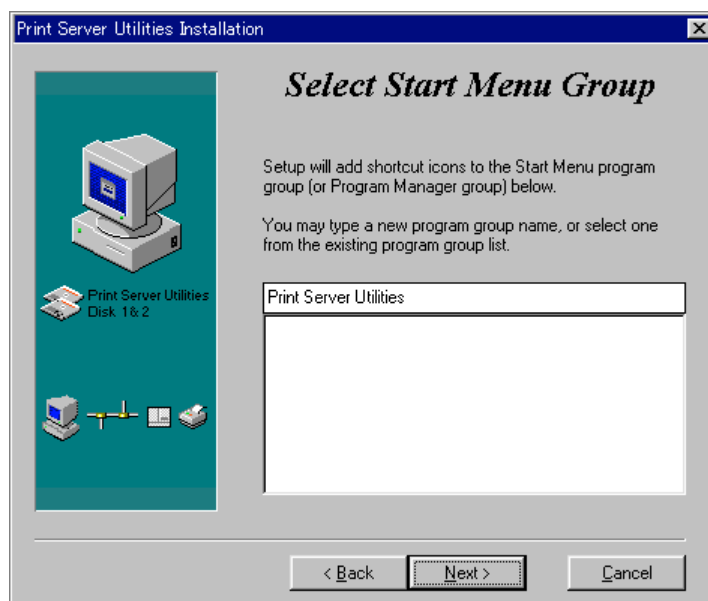 Print Server Utilities Installation
Select Start Menu Group
Setup will add shortcut icons to the Start Menu program
group (or Program Manager group) below.
You may type a new program group name, or select one
from the existing program group list.
Print Server Utilities
Disk 1& 2
Print Server Utilities
< Back
Next >
Cancel